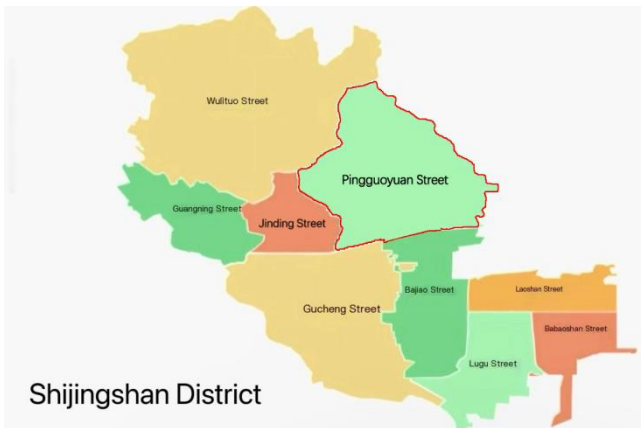 Wulituo Street
Pingguoyuan Street
Guangning Street
Jinding Street
Bajiao Street
Laoshan Street
Gucheng Street
Babaoshan Street
Lugu Street
Shijingshan District